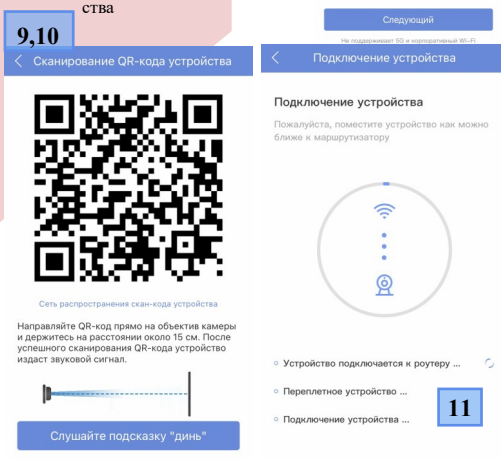 ства
9,10
Сканирование QR-кода устройства
Сеть распространения скан-кода устройства
Направляйте QR-код прямо на объектив камеры
и держитесь на расстоянии около 15 см. После
успешного сканирования QR-кода устройство
издаст звуковой сигнал.
Слушайте подсказку "динь"
Следующий
Не поддерживает 5G и корпоративный Wi-Fi.
Подключение устройства
Подключение устройства
Пожалуйста, поместите устройство как можно
ближе к маршрутизатору
Устройство подключается к роутеру ...
Переплетное устройство ...
Подключение устройства ...
11